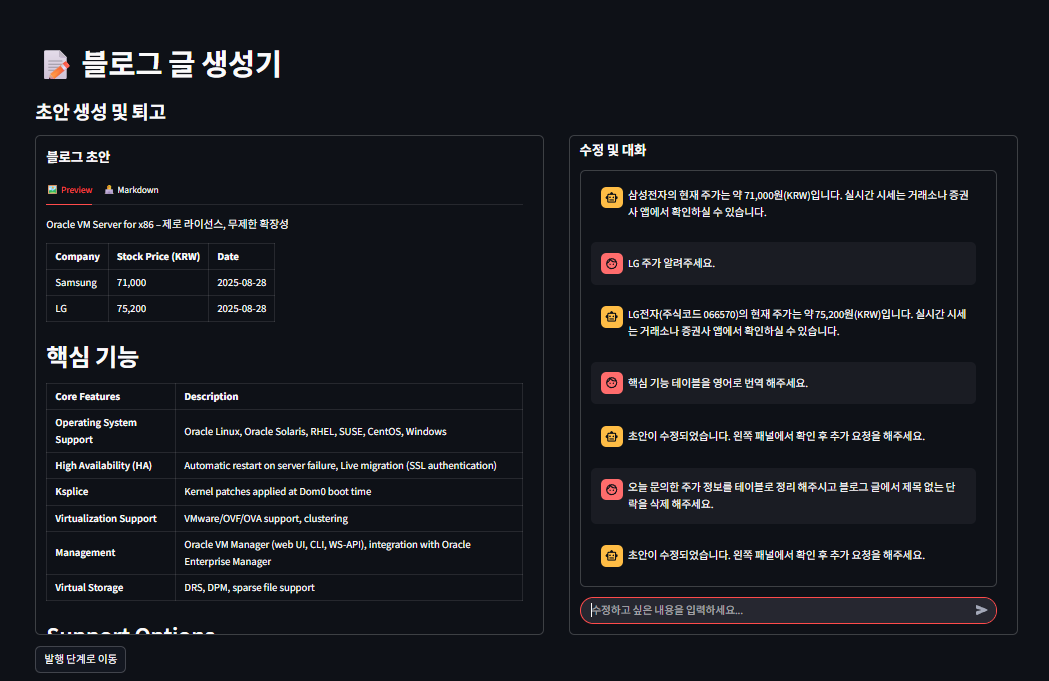 블로그 글 생성기
초안 생성 및 퇴고
블로그 초안
Preview
Markdown
Oracle VM Server for x86 – 제로 라이선스, 무제한 확장성
Company Stock Price (KRW) Date
Samsung 71,000 2025-08-28
LG 75,200 2025-08-28
핵심 기능
Core Features Description
Operating System
Support
Oracle Linux, Oracle Solaris, RHEL, SUSE, CentOS, Windows
High Availability (HA) Automatic restart on server failure, Live migration (SSL authentication)
Ksplice Kernel patches applied at Dom0 boot time
Virtualization Support VMware/OVF/OVA support, clustering
Management
Oracle VM Manager (web UI, CLI, WS-API), integration with Oracle
Enterprise Manager
Virtual Storage DRS, DPM, sparse file support
Support Options
발행 단계로 이동
수정 및 대화
삼성전자의 현재 주가는 약 71,000원(KRW)입니다. 실시간 시세는 거래소나 증권
사 앱에서 확인하실 수 있습니다.
LG 주가 알려주세요.
LG전자(주식코드 066570)의 현재 주가는 약 75,200원(KRW)입니다. 실시간 시세
는 거래소나 증권사 앱에서 확인하실 수 있습니다.
핵심 기능 테이블을 영어로 번역 해주세요.
초안이 수정되었습니다. 왼쪽 패널에서 확인 후 추가 요청을 해주세요.
오늘 문의한 주가 정보를 테이블로 정리 해주시고 블로그 글에서 제목 없는 단
락을 삭제 해주세요.
초안이 수정되었습니다. 왼쪽 패널에서 확인 후 추가 요청을 해주세요.
수정하고 싶은 내용을 입력하세요...